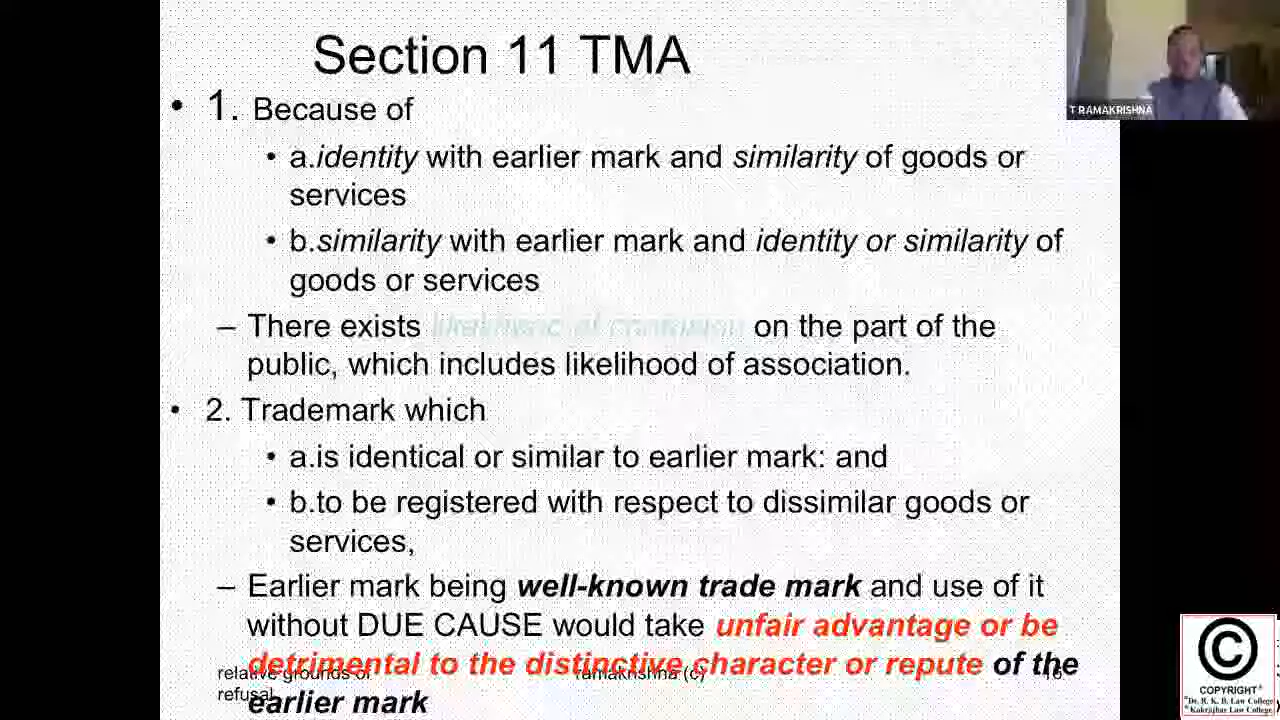 Section 11 TMA
• 1. Because of
• a.identity with earlier mark and similarity of goods or
services
• b.similarity with earlier mark and identity or similarity of
goods or services
– There exists likelihood of confusion on the part of the
public, which includes likelihood of association.
• 2. Trademark which
• a.is identical or similar to earlier mark: and
• b.to be registered with respect to dissimilar goods or
services,
– Earlier mark being well-known trade mark and use of it
without DUE CAUSE would take unfair advantage or be
detrimental to the distinctive character or repute of the
earlier mark
relative grounds of
refusal
ramakrishna (c)
T RAMAKRISHNA
©
COPYRIGHT
Dr. R. K. B. Law College
Kokrajhar Law College